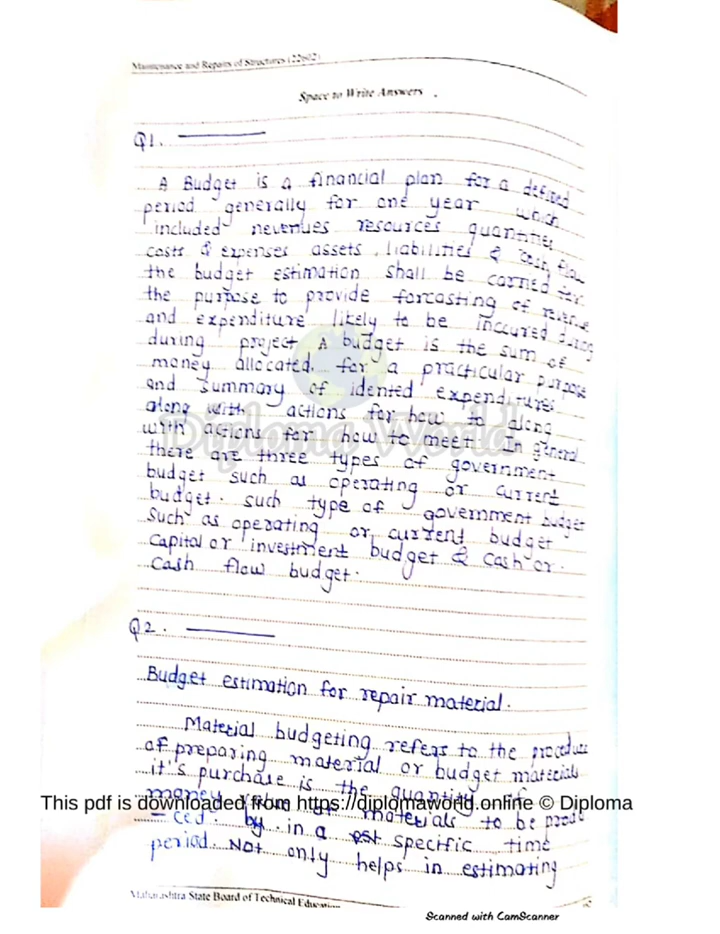 Maintenance and Repairs of Structures (22602)
Space to Write Answers .
Q1.
A Budget is a financial plan for a defined
period generally for one year which
included nevenues resources quantities
costs & expenses assets, liabilities & cash flow
the budget estimation shall be carried for
the purpose to provide forcasting of revenue
and expenditure likely to be inccured during
during project A budget is the sum of
money allocated, for a practicular purpose
and summary of idented expenditures
along with actions for how to along
with actions for how to meet. In general
there are three types of government
budget such as operating or current
budget. such type of government budget
Such as operating or current budget
capital or investment budget & cash or.
cash flow budget.
Q2.
Budget estimation for repair material.
Material budgeting refers to the procedure
of preparing material or budget materials
it's purchase is the quantity of
money materials to be
-ced. by in a specific time
period. Not only helps in estimating
Diploma World
This pdf is downloaded from https://diplomaworld.online © Diploma
Maharashtra State Board of Technical Education
Scanned with CamScanner